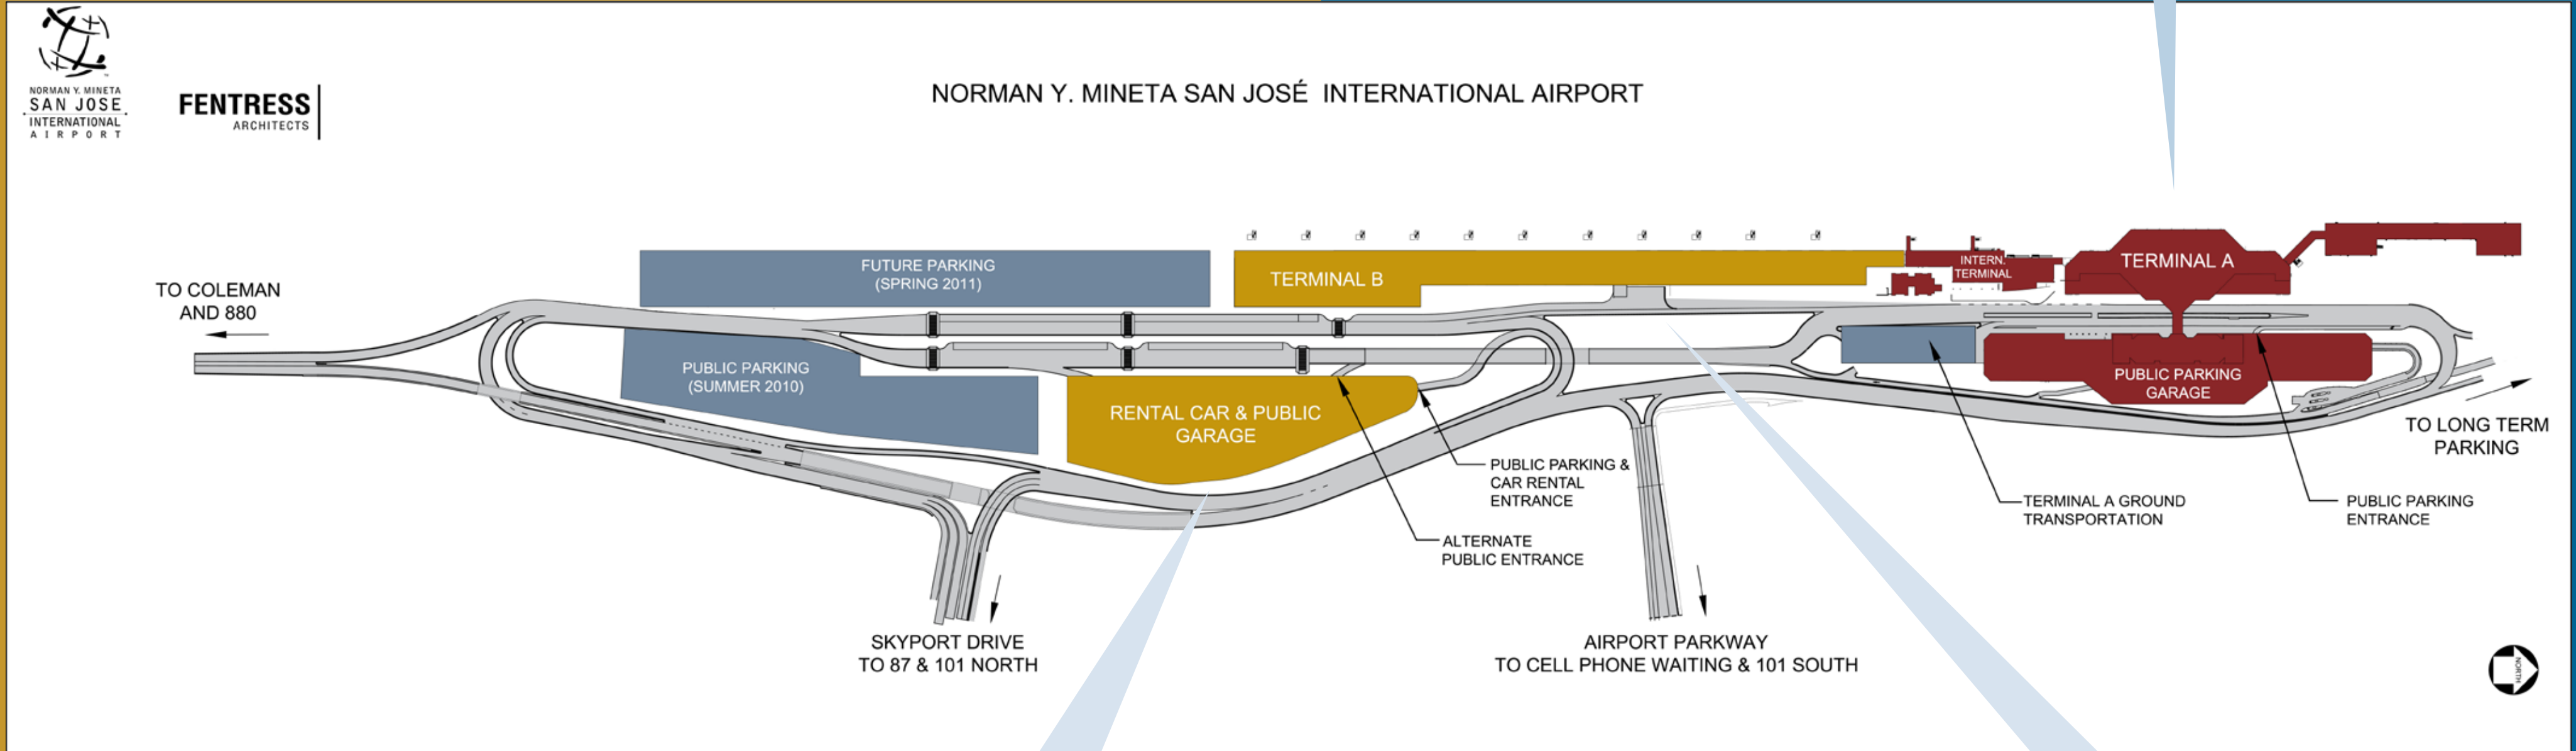 NORMAN Y. MINETA
SAN JOSE
INTERNATIONAL
AIRPORT
FENTRESS
ARCHITECTS
NORMAN Y. MINETA SAN JOSÉ INTERNATIONAL AIRPORT
TO COLEMAN
AND 880
FUTURE PARKING
(SPRING 2011)
TERMINAL B
INTERN.
TERMINAL
TERMINAL A
PUBLIC PARKING
(SUMMER 2010)
RENTAL CAR & PUBLIC
GARAGE
PUBLIC PARKING
GARAGE
TO LONG TERM
PARKING
PUBLIC PARKING &
CAR RENTAL
ENTRANCE
ALTERNATE
PUBLIC ENTRANCE
TERMINAL A GROUND
TRANSPORTATION
PUBLIC PARKING
ENTRANCE
SKYPORT DRIVE
TO 87 & 101 NORTH
AIRPORT PARKWAY
TO CELL PHONE WAITING & 101 SOUTH
NORTH